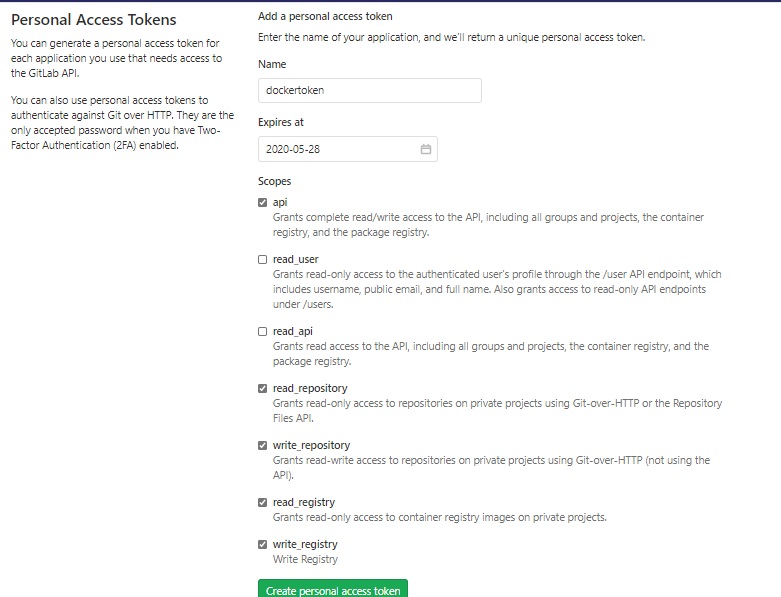 Personal Access Tokens
You can generate a personal access token for
each application you use that needs access to
the GitLab API.
You can also use personal access tokens to
authenticate against Git over HTTP. They are the
only accepted password when you have Two-
Factor Authentication (2FA) enabled.
Add a personal access token
Enter the name of your application, and we'll return a unique personal access token.
Name
dockertoken
Expires at
2020-05-28
Scopes
api
Grants complete read/write access to the API, including all groups and projects, the container
registry, and the package registry.
read_user
Grants read-only access to the authenticated user's profile through the /user API endpoint, which
includes username, public email, and full name. Also grants access to read-only API endpoints
under /users.
read_api
Grants read access to the API, including all groups and projects, the container registry, and the
package registry.
read_repository
Grants read-only access to repositories on private projects using Git-over-HTTP or the Repository
Files API.
write_repository
Grants read-write access to repositories on private projects using Git-over-HTTP (not using the
API).
read_registry
Grants read-only access to container registry images on private projects.
write_registry
Write Registry
Create personal access token